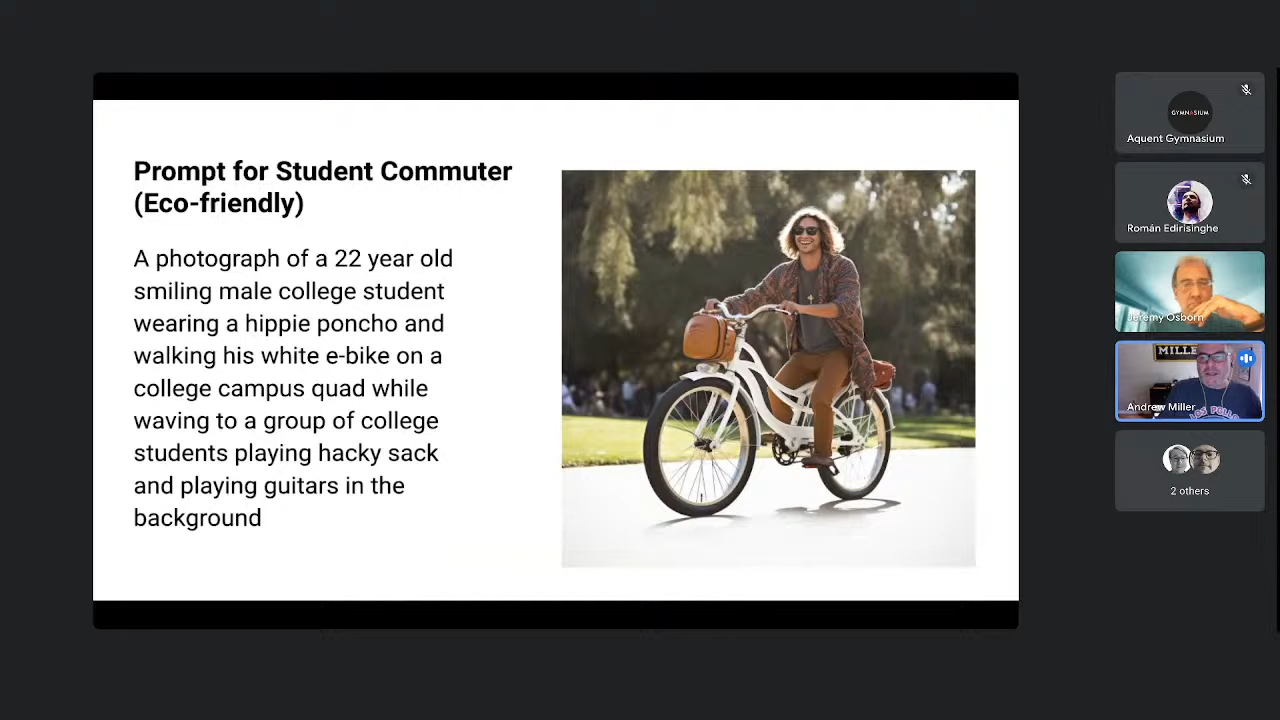 Prompt for Student Commuter
(Eco-friendly)
A photograph of a 22 year old
smiling male college student
wearing a hippie poncho and
walking his white e-bike on a
college campus quad while
waving to a group of college
students playing hacky sack
and playing guitars in the
background
GYMNASIUM
Aquent Gymnasium
Román Edirisinghe
Jeremy Osborn
MILLE
Andrew Miller
2 others